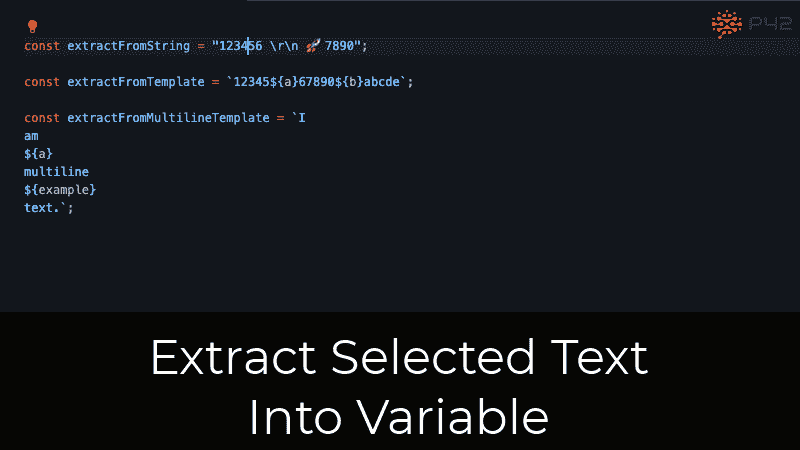 P42
const extractFromString = "123456 \r\n 🚀 7890";
const extractFromTemplate = `12345${a}67890${b}abcde`;
const extractFromMultilineTemplate = `I
am
${a}
multiline
${example}
text.`;
Extract Selected Text
Into Variable